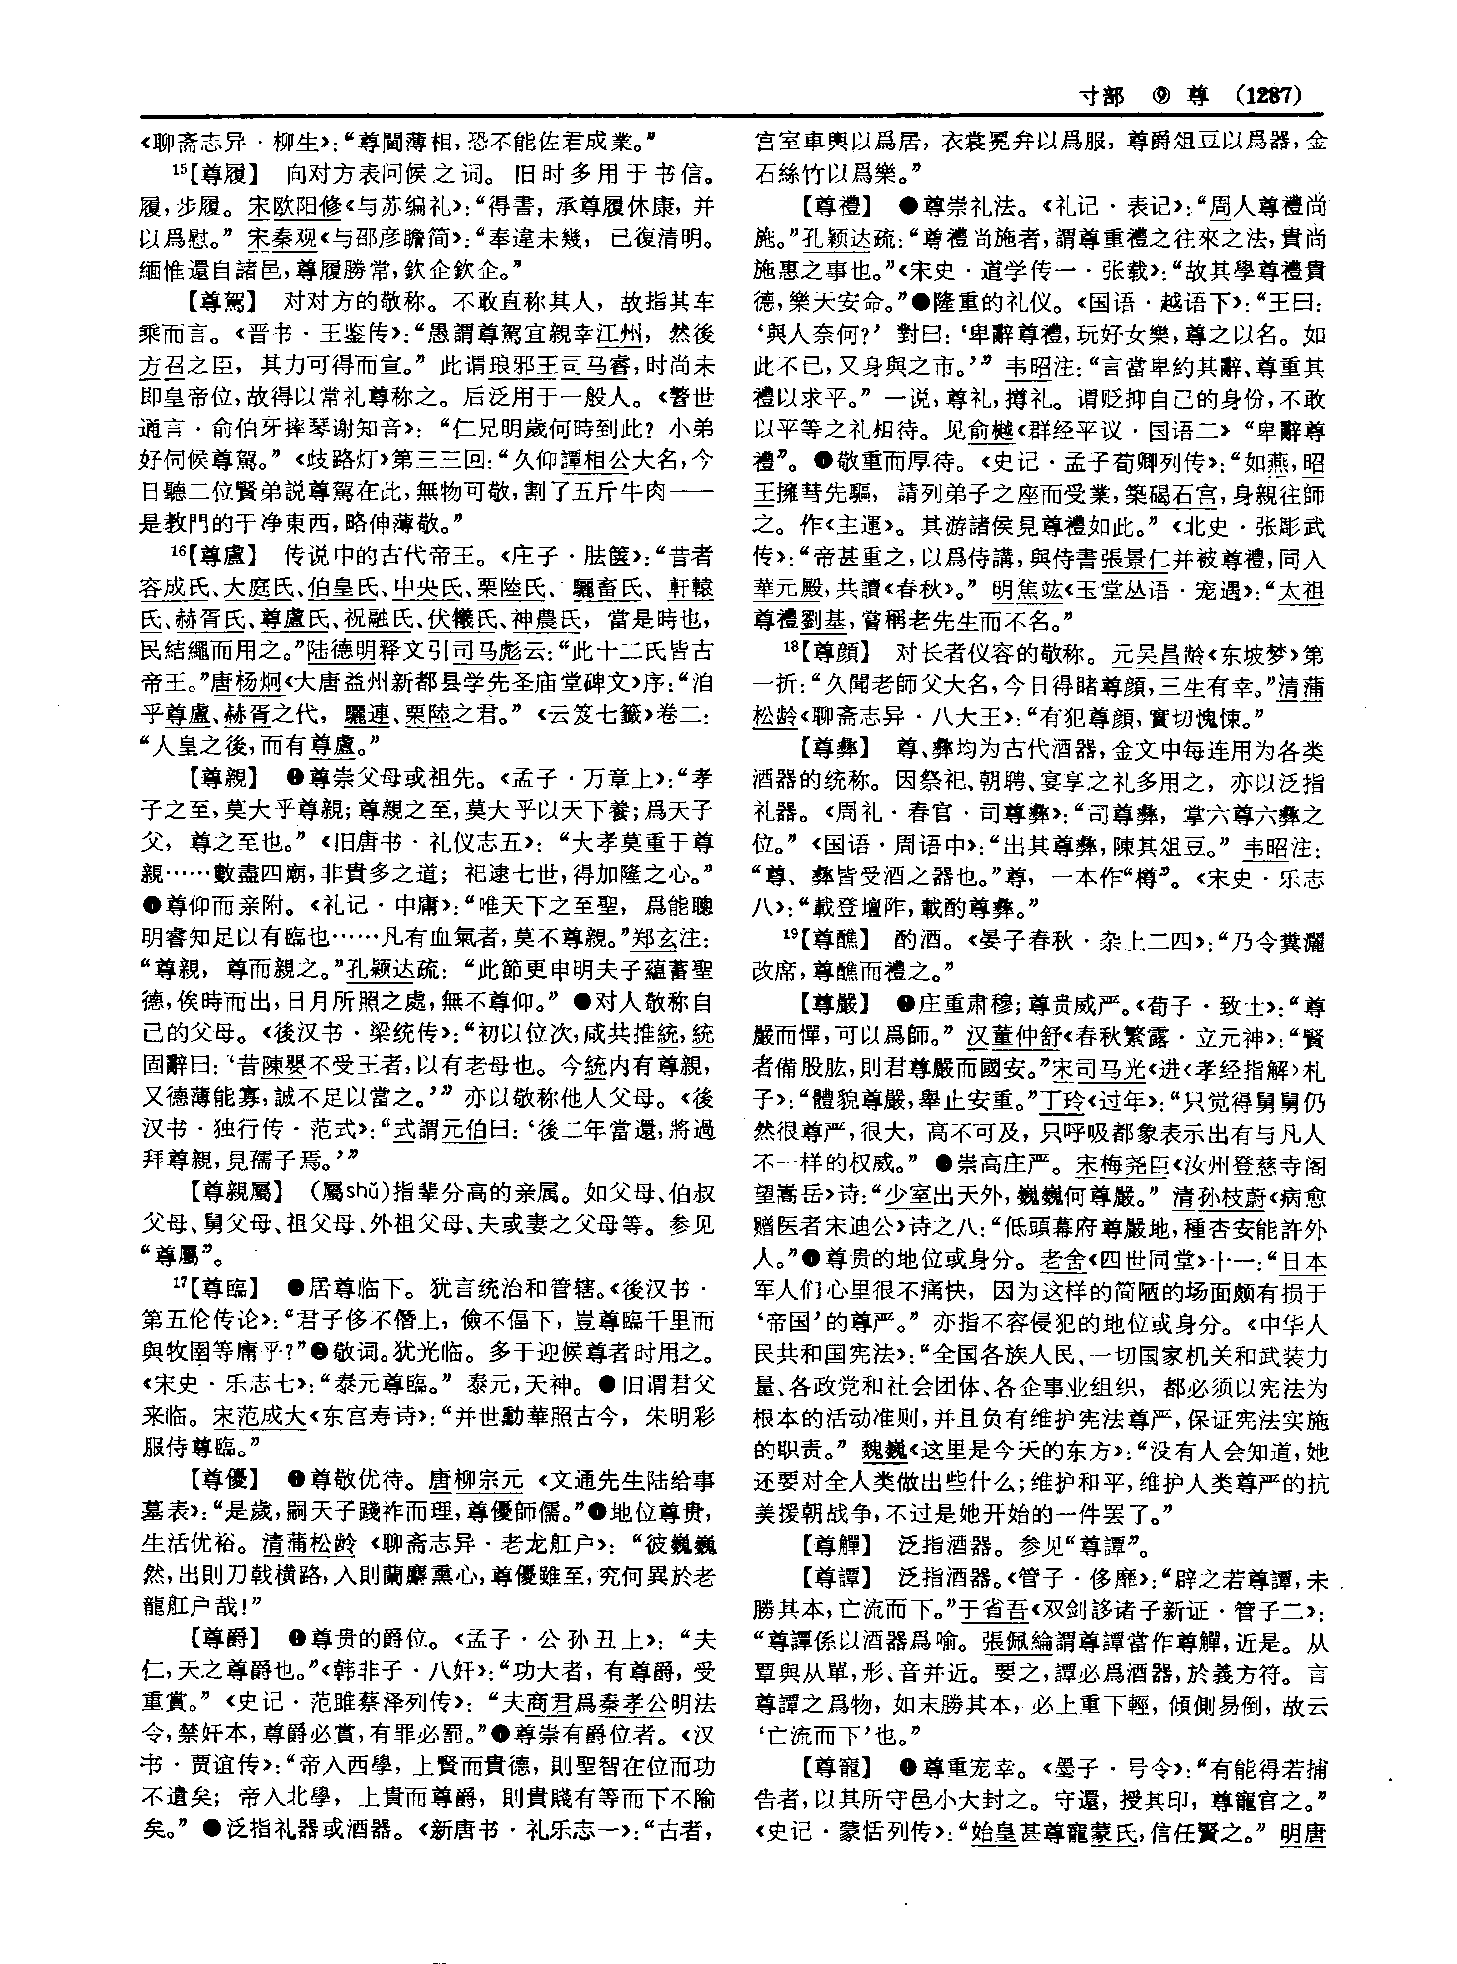 寸部 ⑨ 尊 (1287)
《聊斋志异·柳生》：“尊閫薄相，恐不能佐君成業。”
15【尊履】 向对方表问侯之词。旧时多用于书信。
履，步履。宋欧阳修《与苏编礼》：“得書，承尊履休康，并
以爲慰。”宋秦观《与邵彦瞻简》：“奉違未幾，已復清明。
缅惟還自諸邑，尊履勝常，欽企欽企。”
【尊駕】 对对方的敬称。不敢直称其人，故指其车
乘而言。《晋书·王鉴传》：“愚謂尊駕宜親幸江州，然後
方召之臣，其力可得而宣。”此谓琅邪王司马睿，时尚未
即皇帝位，故得以常礼尊称之。后泛用于一般人。《警世
通言·俞伯牙摔琴谢知音》：“仁兄明歲何時到此？小弟
好伺候尊駕。”《歧路灯》第三三回：“久仰譚相公大名，今
日聽二位賢弟説尊駕在此，無物可敬，割了五斤牛肉——
是教門的干净東西，略伸薄敬。”
16【尊盧】 传说中的古代帝王。《庄子·胠箧》：“昔者
容成氏、大庭氏、伯皇氏、中央氏、栗陸氏、驪畜氏、軒轅
氏、赫胥氏、尊盧氏、祝融氏、伏犧氏、神農氏，當是時也，
民結繩而用之。”陆德明释文引司马彪云：“此十二氏皆古
帝王。”唐杨炯《大唐益州新都县学先圣庙堂碑文》序：“洎
乎尊盧、赫胥之代，驪連、栗陸之君。”《云笈七籤》卷二：
“人皇之後，而有尊盧。”
【尊親】 ❶尊崇父母或祖先。《孟子·万章上》：“孝
子之至，莫大乎尊親；尊親之至，莫大乎以天下養；爲天子
父，尊之至也。”《旧唐书·礼仪志五》：“大孝莫重于尊
親……數盡四廟，非貴多之道；祀逮七世，得加隆之心。”
❷尊仰而亲附。《礼记·中庸》：“唯天下之至聖，爲能聰
明睿知足以有臨也……凡有血氣者，莫不尊親。”郑玄注：
“尊親，尊而親之。”孔颖达疏：“此節更申明夫子藴蓄聖
德，俟時而出，日月所照之處，無不尊仰。”❸对人敬称自
己的父母。《後汉书·梁统传》：“初以位次，咸共推統，統
固辭曰：‘昔陳嬰不受王者，以有老母也。今統内有尊親，
又德薄能寡，誠不足以當之。’”亦以敬称他人父母。《後
汉书·独行传·范式》：“式謂元伯曰：‘後二年當還，將過
拜尊親，見孺子焉。’”
【尊親屬】 （屬shǔ）指辈分高的亲属。如父母、伯叔
父母、舅父母、祖父母、外祖父母、夫或妻之父母等。参见
“尊屬”。
17【尊臨】 ❶居尊临下。犹言统治和管辖。《後汉书·
第五伦传论》：“君子侈不僭上，儉不偪下，豈尊臨千里而
與牧圉等庸乎？”❷敬词。犹光临。多于迎候尊者时用之。
《宋史·乐志七》：“泰元尊臨。”泰元，天神。❸旧谓君父
来临。宋范成大《东宫寿诗》：“并世勳華照古今，朱明彩
服侍尊臨。”
【尊優】 ❶尊敬优待。唐柳宗元《文通先生陆给事
墓表》：“是歲，嗣天子踐祚而理，尊優師儒。”❷地位尊贵，
生活优裕。清蒲松龄《聊斋志异·老龙舡户》：“彼巍巍
然，出則刀戟横路，入則蘭麝熏心，尊優雖至，究何異於老
龍舡户哉！”
【尊爵】 ❶尊贵的爵位。《孟子·公孙丑上》：“夫
仁，天之尊爵也。”《韩非子·八奸》：“功大者，有尊爵，受
重賞。”《史记·范雎蔡泽列传》：“夫商君爲秦孝公明法
令，禁奸本，尊爵必賞，有罪必罰。”❷尊崇有爵位者。《汉
书·贾谊传》：“帝入西學，上賢而貴德，則聖智在位而功
不遺矣；帝入北學，上貴而尊爵，則貴賤有等而下不隃
矣。”❸泛指礼器或酒器。《新唐书·礼乐志一》：“古者，
宫室車輿以爲居，衣裳冕弁以爲服，尊爵俎豆以爲器，金
石絲竹以爲樂。”
【尊禮】 ❶尊崇礼法。《礼记·表记》：“周人尊禮尚
施。”孔颖达疏：“尊禮尚施者，謂尊重禮之往來之法，貴尚
施惠之事也。”《宋史·道学传一·张载》：“故其學尊禮貴
德，樂天安命。”❷隆重的礼仪。《国语·越语下》：“王曰：
‘與人奈何？’對曰：‘卑辭尊禮，玩好女樂，尊之以名。如
此不已，又身與之市。’”韦昭注：“言當卑約其辭、尊重其
禮以求平。”一说，尊礼，撙礼。谓贬抑自己的身份，不敢
以平等之礼相待。见俞樾《群经平议·国语二》“卑辭尊
禮”。❸敬重而厚待。《史记·孟子荀卿列传》：“如燕，昭
王擁彗先驅，請列弟子之座而受業，築碣石宫，身親往師
之。作《主運》。其游諸侯見尊禮如此。”《北史·张彫武
传》：“帝甚重之，以爲侍講，與侍書張景仁并被尊禮，同入
華元殿，共讀《春秋》。”明焦竑《玉堂丛语·宠遇》：“太祖
尊禮劉基，嘗稱老先生而不名。”
18【尊顔】 对长者仪容的敬称。元吴昌龄《东坡梦》第
一折：“久聞老師父大名，今日得睹尊顔，三生有幸。”清蒲
松龄《聊斋志异·八大王》：“有犯尊顔，實切愧悚。”
【尊彝】 尊、彝均为古代酒器，金文中每连用为各类
酒器的统称。因祭祀、朝聘、宴享之礼多用之，亦以泛指
礼器。《周礼·春官·司尊彝》：“司尊彝，掌六尊六彝之
位。”《国语·周语中》：“出其尊彝，陳其俎豆。”韦昭注：
“尊、彝皆受酒之器也。”尊，一本作“樽”。《宋史·乐志
八》：“載登壇阼，載酌尊彝。”
19【尊醮】 酌酒。《晏子春秋·杂上二四》：“乃令糞灑
改席，尊醮而禮之。”
【尊嚴】 ❶庄重肃穆；尊贵威严。《荀子·致士》：“尊
嚴而憚，可以爲師。”汉董仲舒《春秋繁露·立元神》：“賢
者備股肱，則君尊嚴而國安。”宋司马光《进〈孝经指解〉札
子》：“體貌尊嚴，舉止安重。”丁玲《过年》：“只觉得舅舅仍
然很尊严，很大，高不可及，只呼吸都象表示出有与凡人
不一样的权威。”❷崇高庄严。宋梅尧臣《汝州登慈寺阁
望嵩岳》诗：“少室出天外，巍巍何尊嚴。”清孙枝蔚《病愈
赠医者宋迪公》诗之八：“低頭幕府尊嚴地，種杏安能許外
人。”❸尊贵的地位或身分。老舍《四世同堂》十一：“日本
军人们心里很不痛快，因为这样的简陋的场面颇有损于
‘帝国’的尊严。”亦指不容侵犯的地位或身分。《中华人
民共和国宪法》：“全国各族人民、一切国家机关和武装力
量、各政党和社会团体、各企事业组织，都必须以宪法为
根本的活动准则，并且负有维护宪法尊严，保证宪法实施
的职责。”魏巍《这里是今天的东方》：“没有人会知道，她
还要对全人类做出些什么；维护和平，维护人类尊严的抗
美援朝战争，不过是她开始的一件罢了。”
【尊觶】 泛指酒器。参见“尊譚”。
【尊譚】 泛指酒器。《管子·侈靡》：“辟之若尊譚，未
勝其本，亡流而下。”于省吾《双剑誃诸子新证·管子二》：
“尊譚係以酒器爲喻。張佩綸謂尊譚當作尊觶，近是。从
覃與从單，形、音并近。要之，譚必爲酒器，於義方符。言
尊譚之爲物，如末勝其本，必上重下輕，傾側易倒，故云
‘亡流而下’也。”
【尊寵】 ❶尊重宠幸。《墨子·号令》：“有能得若捕
告者，以其所守邑小大封之。守還，授其印，尊寵官之。”
《史记·蒙恬列传》：“始皇甚尊寵蒙氏，信任賢之。”明唐